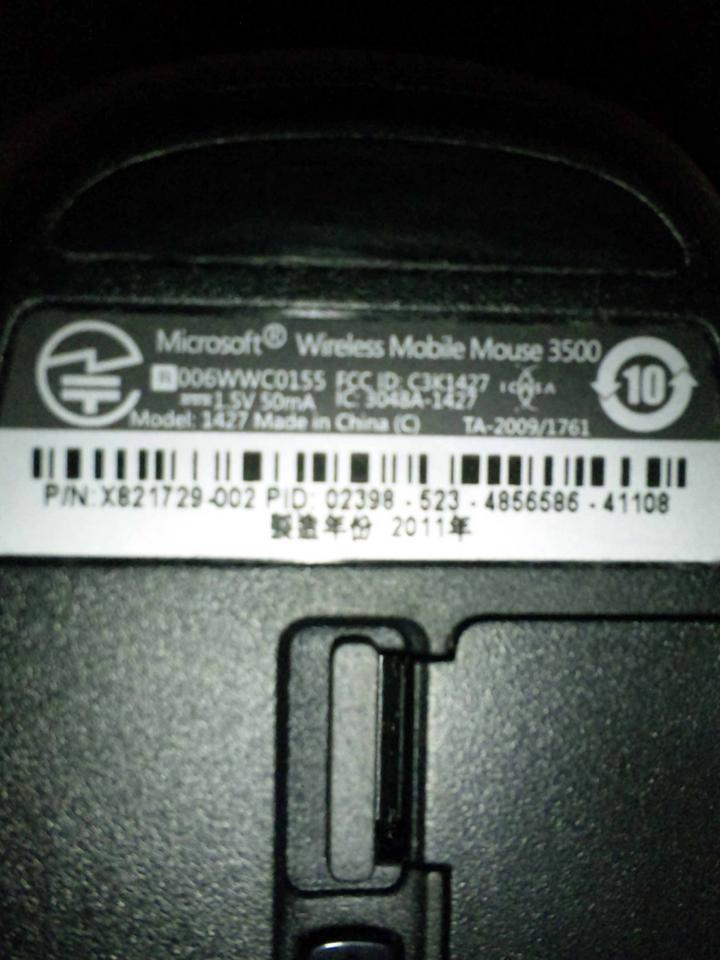 Microsoft® Wireless Mobile Mouse 3500
006WWC0155 FCC ID: C3K1427 ICASA
1.5V 50mA IC: 3048A-1427
Model: 1427 Made in China (C) TA-2009/1761
10
P/N: X821729-002 PID: 02398 - 523 - 4856586 - 41108
製造年份 2011年